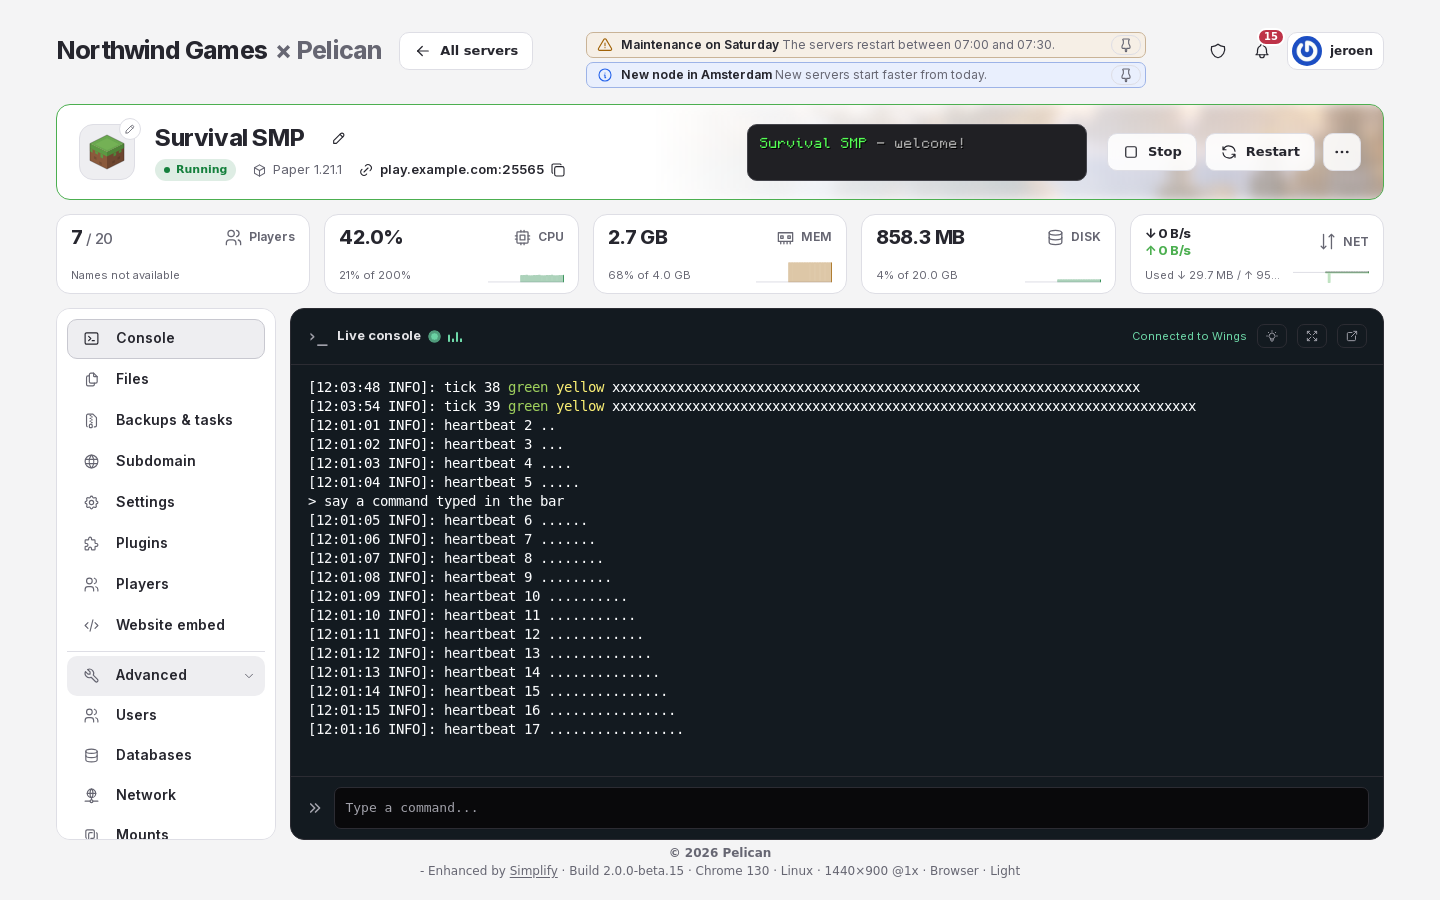 Northwind Games × Pelican
All servers
Maintenance on Saturday The servers restart between 07:00 and 07:30.
New node in Amsterdam New servers start faster from today.
15
jeroen
Survival SMP
Running
Paper 1.21.1
play.example.com:25565
Survival SMP – welcome!
Stop
Restart
7 / 20
Players
Names not available
42.0%
CPU
21% of 200%
2.7 GB
MEM
68% of 4.0 GB
858.3 MB
DISK
4% of 20.0 GB
↓ 0 B/s
↑ 0 B/s
NET
Used ↓ 29.7 MB / ↑ 95...
Console
Files
Backups & tasks
Subdomain
Settings
Plugins
Players
Website embed
Advanced
Users
Databases
Network
Mounts
Live console
Connected to Wings
[12:03:48 INFO]: tick 38 green yellow xxxxxxxxxxxxxxxxxxxxxxxxxxxxxxxxxxxxxxxxxxxxxxxxxxxxxxxxxxxxxxxxxx
[12:03:54 INFO]: tick 39 green yellow xxxxxxxxxxxxxxxxxxxxxxxxxxxxxxxxxxxxxxxxxxxxxxxxxxxxxxxxxxxxxxxxxxxxxxxxx
[12:01:01 INFO]: heartbeat 2 ..
[12:01:02 INFO]: heartbeat 3 ...
[12:01:03 INFO]: heartbeat 4 ....
[12:01:04 INFO]: heartbeat 5 .....
> say a command typed in the bar
[12:01:05 INFO]: heartbeat 6 ......
[12:01:06 INFO]: heartbeat 7 .......
[12:01:07 INFO]: heartbeat 8 ........
[12:01:08 INFO]: heartbeat 9 .........
[12:01:09 INFO]: heartbeat 10 ..........
[12:01:10 INFO]: heartbeat 11 ...........
[12:01:11 INFO]: heartbeat 12 ............
[12:01:12 INFO]: heartbeat 13 .............
[12:01:13 INFO]: heartbeat 14 ..............
[12:01:14 INFO]: heartbeat 15 ...............
[12:01:15 INFO]: heartbeat 16 ................
[12:01:16 INFO]: heartbeat 17 .................
Type a command...
© 2026 Pelican
- Enhanced by Simplify · Build 2.0.0-beta.15 · Chrome 130 · Linux · 1440×900 @1x · Browser · Light